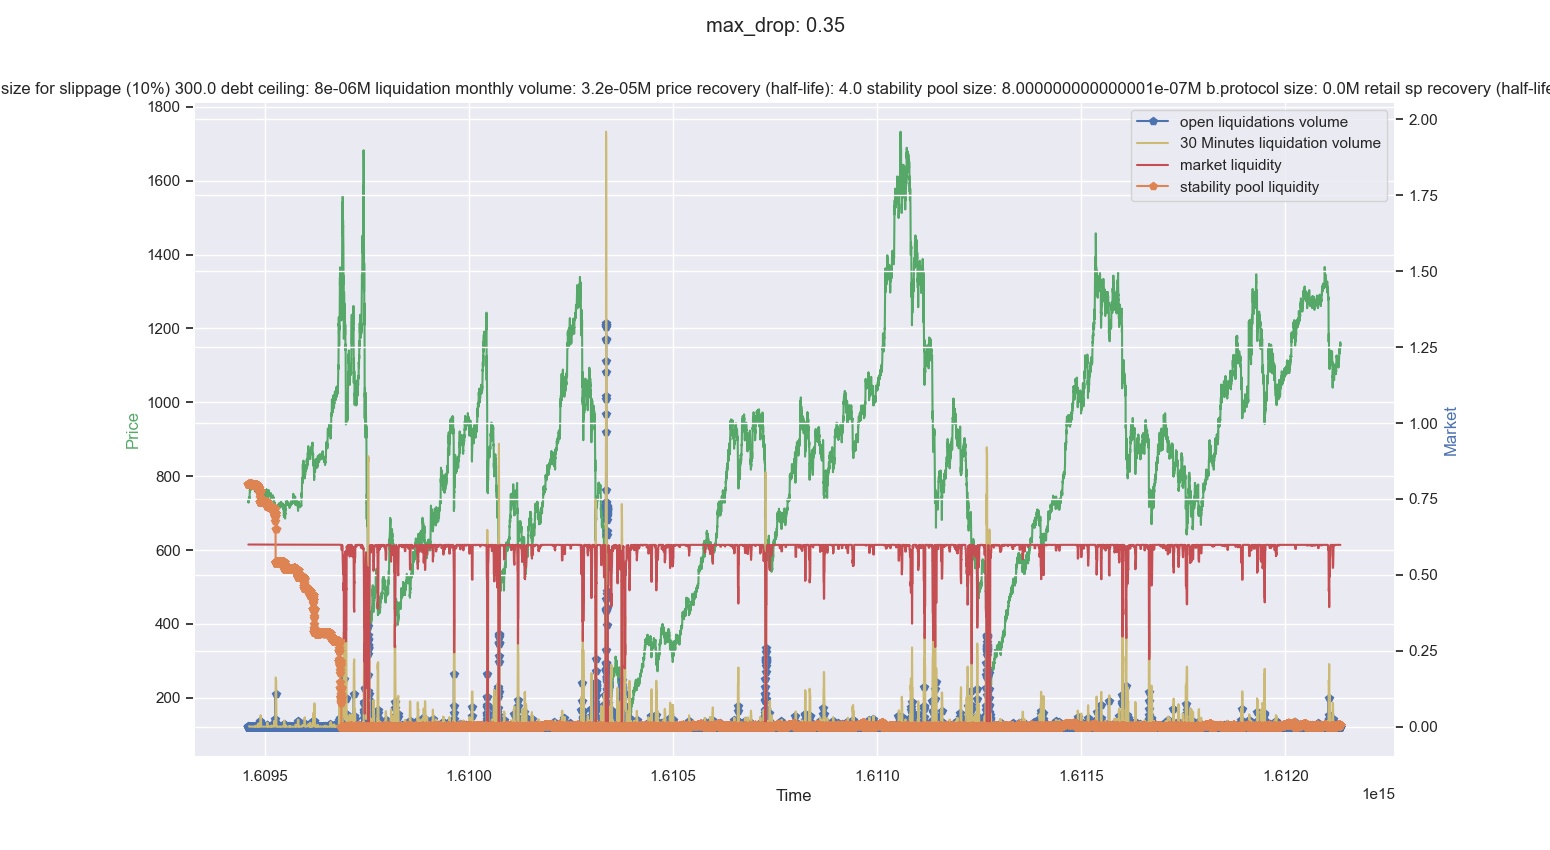 max_drop: 0.35
size for slippage (10%) 300.0 debt ceiling: 8e-06M liquidation monthly volume: 3.2e-05M price recovery (half-life): 4.0 stability pool size: 8.000000000000001e-07M b.protocol size: 0.0M retail sp recovery (half-life
1800
1600
1400
1200
1000
800
600
400
200
Price
open liquidations volume
30 Minutes liquidation volume
market liquidity
stability pool liquidity
2.00
1.75
1.50
1.25
1.00
0.75
0.50
0.25
0.00
Market
1.6095
1.6100
1.6105
1.6110
1.6115
1.6120
1e15
Time